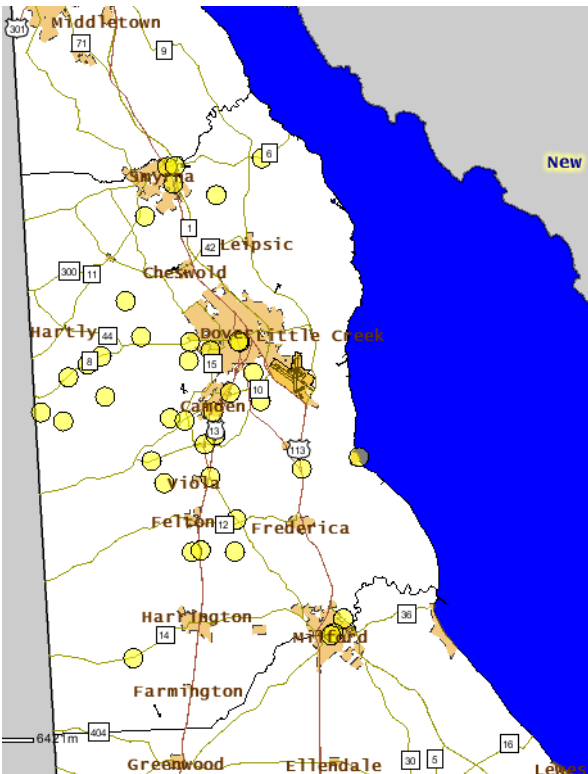 Middletown
301
71
9
6
New
Smyrna
1
42
Leipsic
300
11
Cheswold
Hartly
44
Dover
Little Creek
8
15
10
Camden
13
113
Viola
Felton
12
Frederica
Harrington
36
14
Milford
Farmington
404
6421m
16
Greenwood
Ellendale
30
5
Lewes